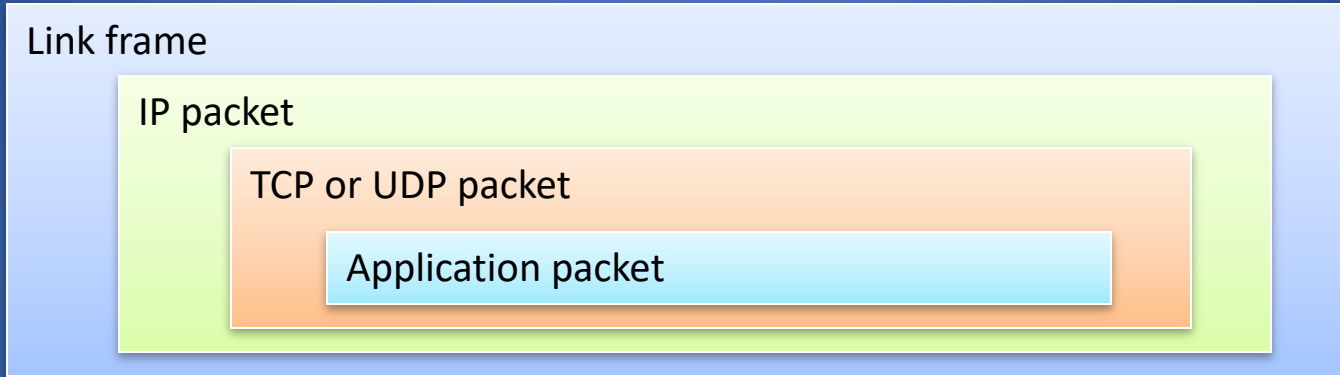 Link frame
IP packet
TCP or UDP packet
Application packet